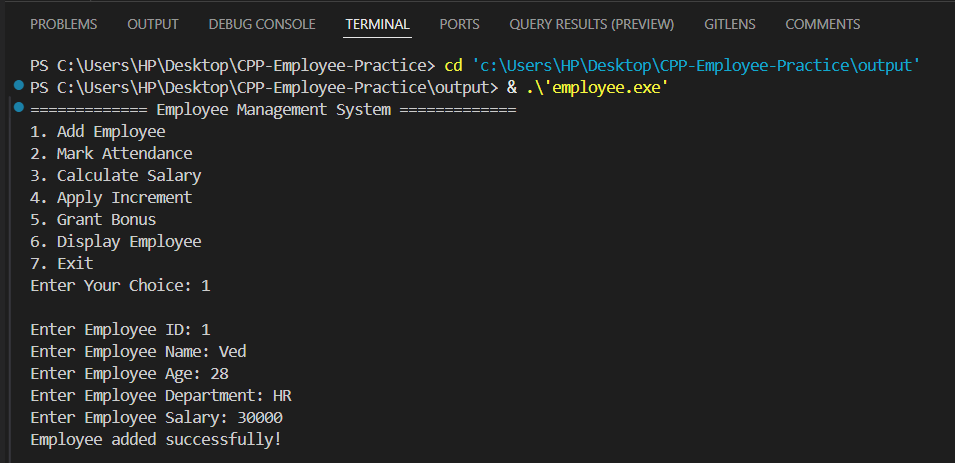 PROBLEMS OUTPUT DEBUG CONSOLE TERMINAL PORTS QUERY RESULTS (PREVIEW) GITLENS COMMENTS
PS C:\Users\HP\Desktop\CPP-Employee-Practice> cd 'c:\Users\HP\Desktop\CPP-Employee-Practice\output'
PS C:\Users\HP\Desktop\CPP-Employee-Practice\output> & .\'employee.exe'
============= Employee Management System =============
1. Add Employee
2. Mark Attendance
3. Calculate Salary
4. Apply Increment
5. Grant Bonus
6. Display Employee
7. Exit
Enter Your Choice: 1

Enter Employee ID: 1
Enter Employee Name: Ved
Enter Employee Age: 28
Enter Employee Department: HR
Enter Employee Salary: 30000
Employee added successfully!